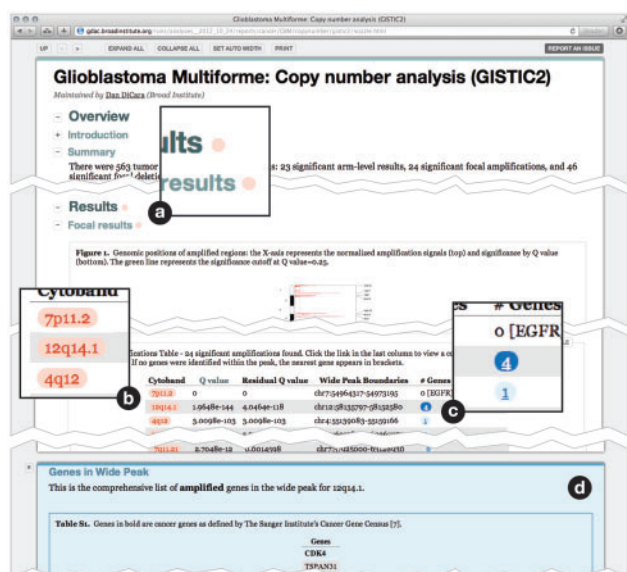 Glioblastoma Multiforme: Copy number analysis (GISTIC2)
gdac.broadinstitute.org
UP
EXPAND ALL COLLAPSE ALL SET AUTO WIDTH PRINT
REPORT AN ISSUE
Glioblastoma Multiforme: Copy number analysis (GISTIC2)
Maintained by Dan DiCara (Broad Institute)
Overview
Introduction
Summary
There were 563 tumor
s: 23 significant arm-level results, 24 significant focal amplifications, and 46
significant focal deletio
ults
results
a
Results
Focal results
Figure 1. Genomic positions of amplified regions: the X-axis represents the normalized amplification signals (top) and significance by Q value
(bottom). The green line represents the significance cutoff at Q value=0.25.
Cytoband
7p11.2
12q14.1
4q12
b
# Genes
0 [EGFR
4
1
c
ifications Table - 24 significant amplifications found. Click the link in the last column to view a co
If no genes were identified within the peak, the nearest gene appears in brackets.
Cytoband Q value Residual Q value Wide Peak Boundaries # Genes
7p11.2 0 0 chr7:54964317-54973195 0 [EGFR
12q14.1 1.9648e-144 4.0464e-118 chr12:58135797-58152580 4
4q12 3.0098e-103 3.0098e-103 chr4:55139083-55159166 1
7p21.21 2.7048e-12
Genes in Wide Peak
This is the comprehensive list of amplified genes in the wide peak for 12q14.1.
d
Table S1. Genes in bold are cancer genes as defined by The Sanger Institute's Cancer Gene Census [7].
Genes
CDK4
TSPAN31